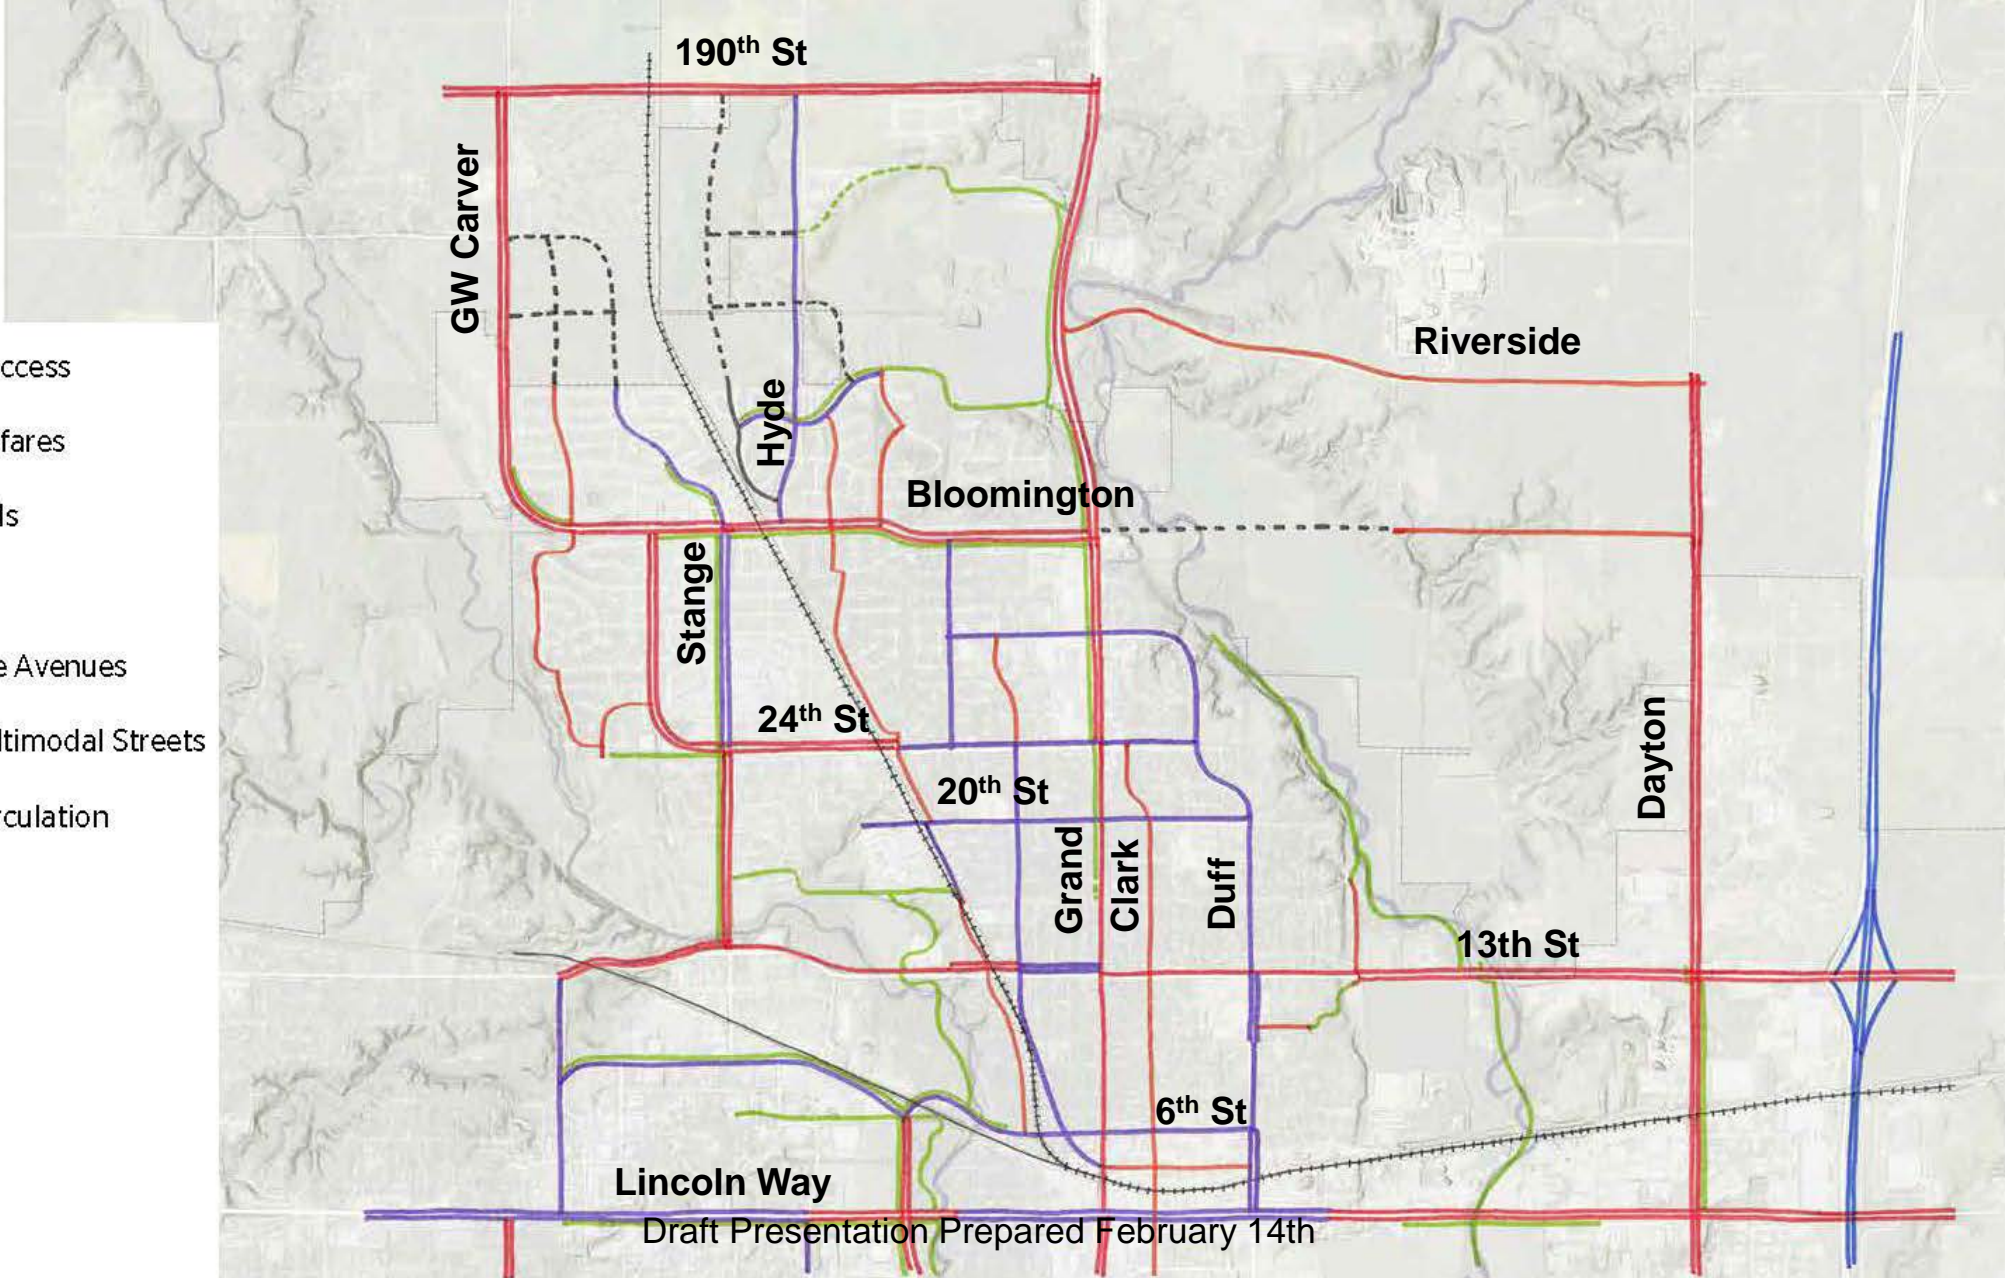 190th St
GW Carver
Riverside
ccess
fares
ls
Hyde
Bloomington
Stange
e Avenues
ltimodal Streets
rculation
24th St
20th St
Dayton
Grand
Clark
Duff
13th St
6th St
Lincoln Way
Draft Presentation Prepared February 14th